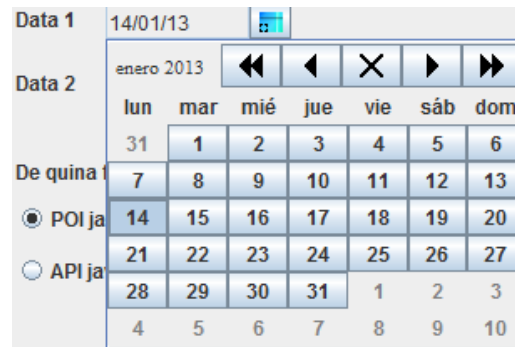 Data 1 14/01/13
enero 2013
Data 2
lun mar mié jue vie sáb dom
31 1 2 3 4 5 6
De quina
7 8 9 10 11 12 13
POI ja 14 15 16 17 18 19 20
21 22 23 24 25 26 27
API ja
28 29 30 31 1 2 3
4 5 6 7 8 9 10